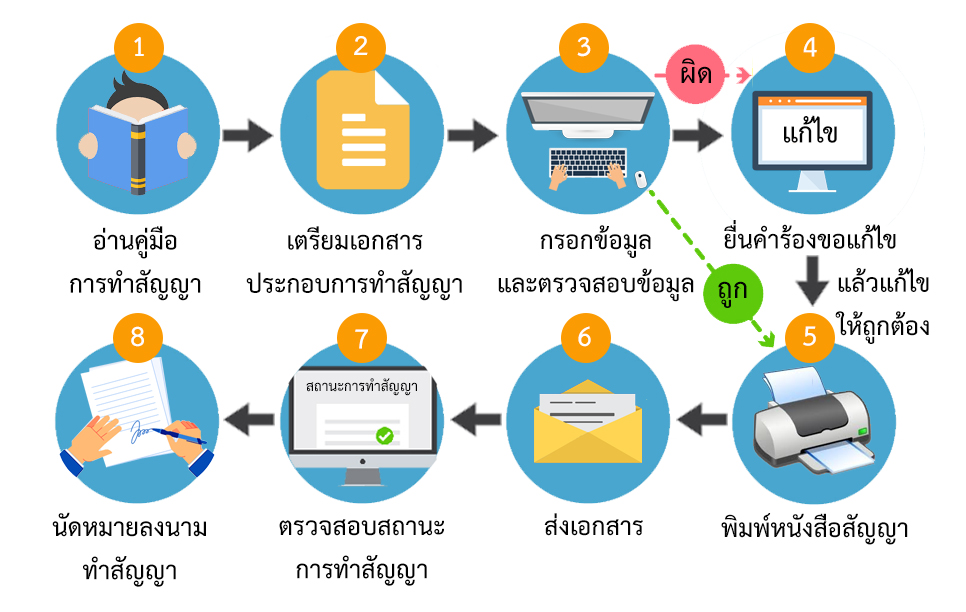 1
อ่านคู่มือ
การทำสัญญา
2
เตรียมเอกสาร
ประกอบการทำสัญญา
3
กรอกข้อมูล
และตรวจสอบข้อมูล
ผิด
ถูก
4
แก้ไข
ยื่นคำร้องขอแก้ไข
แล้วแก้ไข
ให้ถูกต้อง
5
พิมพ์หนังสือสัญญา
6
ส่งเอกสาร
7
สถานะการทำสัญญา
ตรวจสอบสถานะ
การทำสัญญา
8
นัดหมายลงนาม
ทำสัญญา